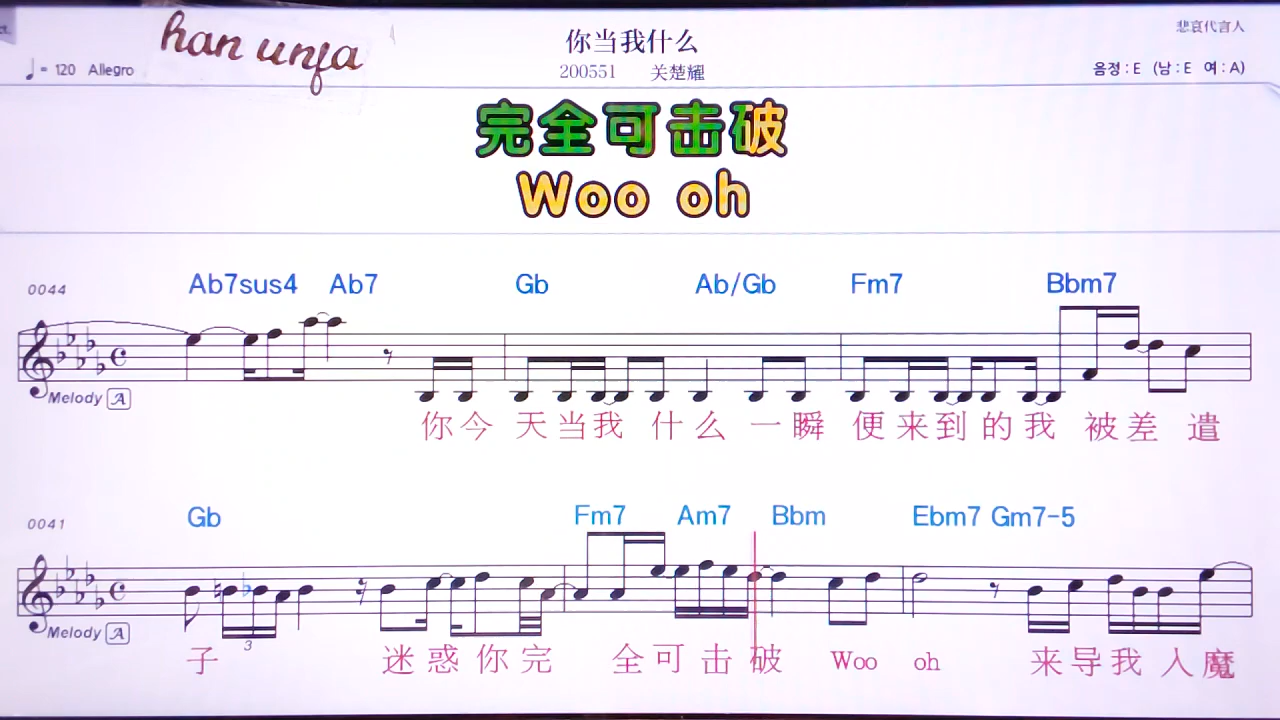 han unja
你当我什么
悲哀代言人
♩= 120 Allegro
200551 关楚耀
음정 : E (남 : E 여 : A)
完全可击破
Woo oh
0044
Ab7sus4 Ab7 Gb Ab/Gb Fm7 Bbm7
Melody A
你今天当我什么一瞬便来到的我被差遣
0041
Gb Fm7 Am7 Bbm Ebm7 Gm7-5
3
Melody A
子 迷惑你完全可击破 Woo oh 来导我入魔